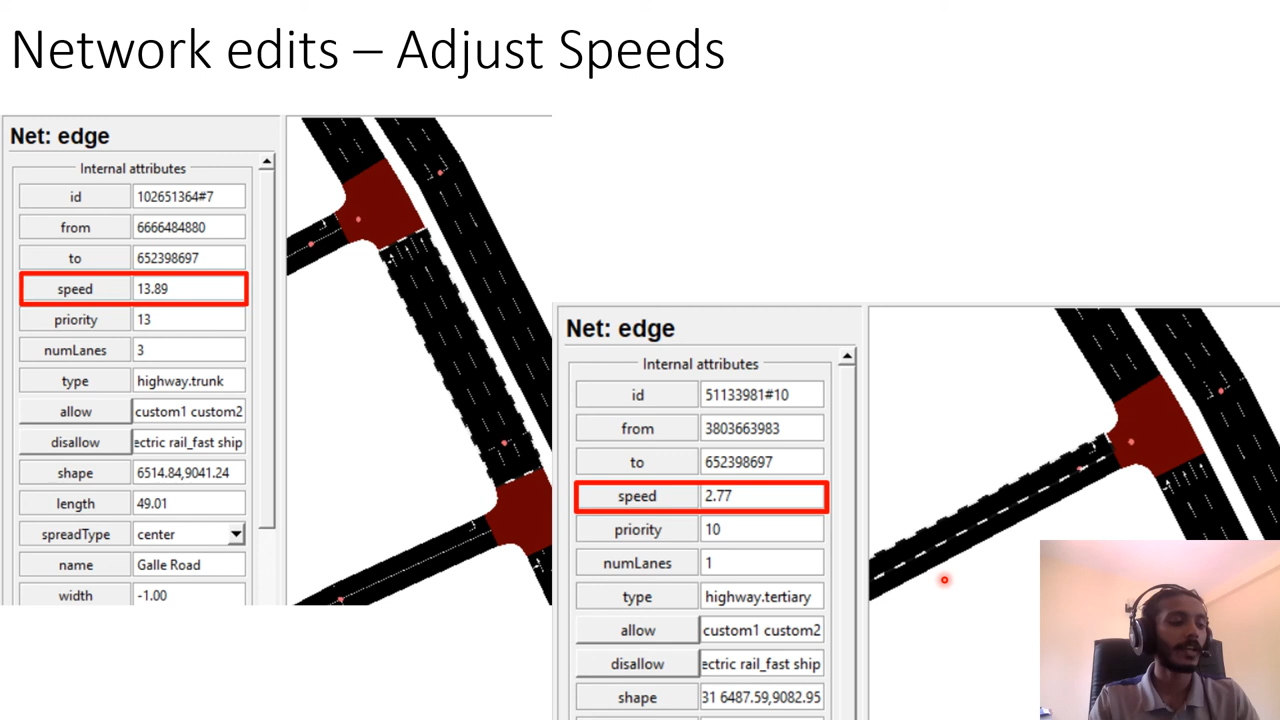 Network edits – Adjust Speeds
Net: edge
Internal attributes
id 102651364#7
from 6666484880
to 652398697
speed 13.89
priority 13
numLanes 3
type highway.trunk
allow custom1 custom2
disallow ectric rail_fast ship
shape 6514.84,9041.24
length 49.01
spreadType center
name Galle Road
width -1.00
Net: edge
Internal attributes
id 51133981#10
from 3803663983
to 652398697
speed 2.77
priority 10
numLanes 1
type highway.tertiary
allow custom1 custom2
disallow ectric rail_fast ship
shape 31 6487.59,9082.95